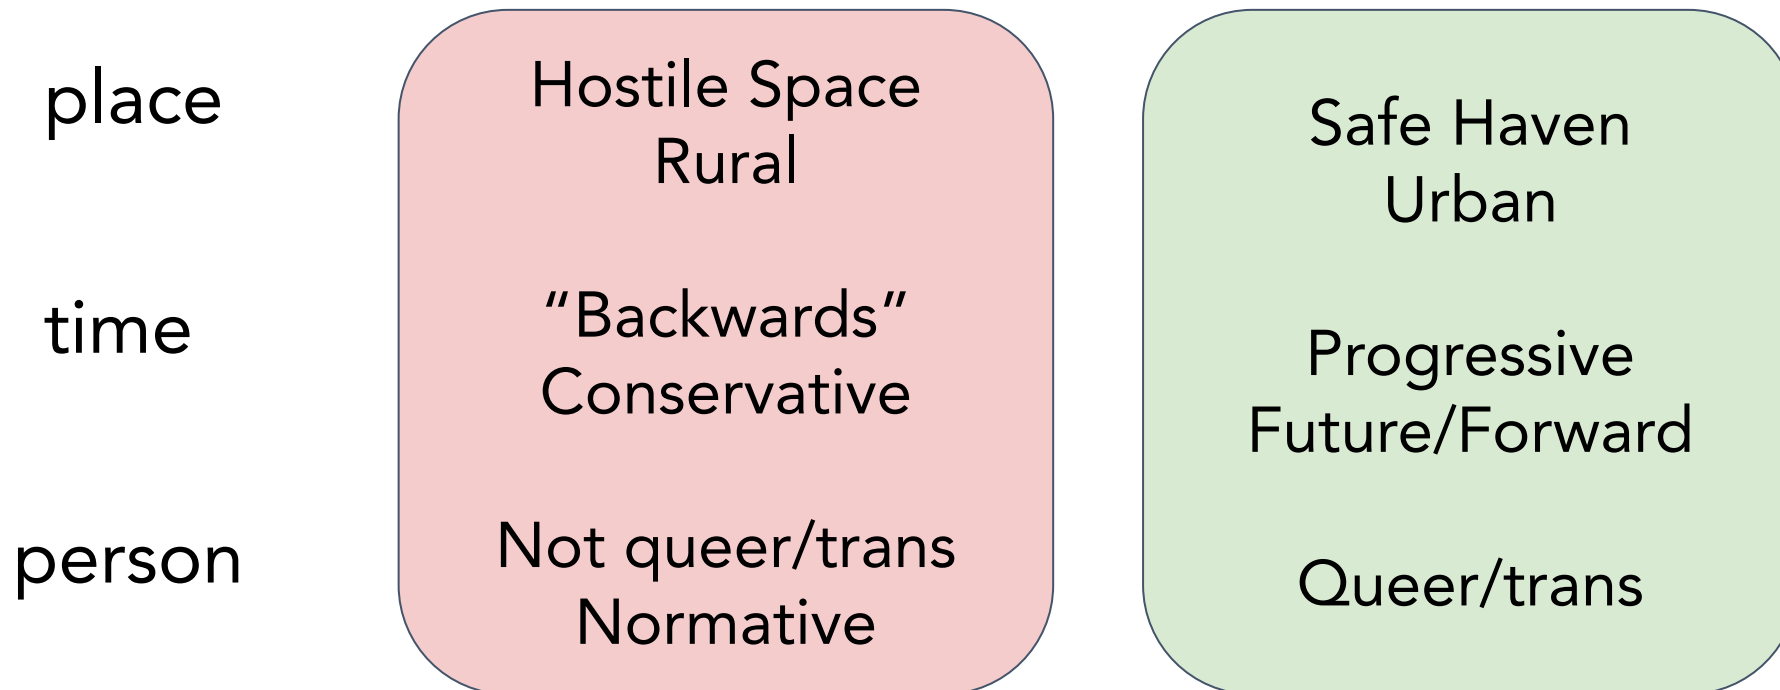 place
Hostile Space
Rural
Safe Haven
Urban
time
“Backwards”
Conservative
Progressive
Future/Forward
person
Not queer/trans
Normative
Queer/trans